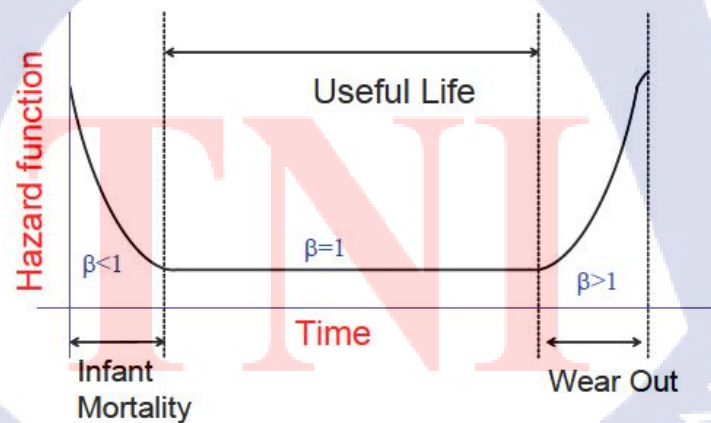 Hazard function
Useful Life
TNI
β<1
β=1
β>1
Time
Infant
Mortality
Wear Out